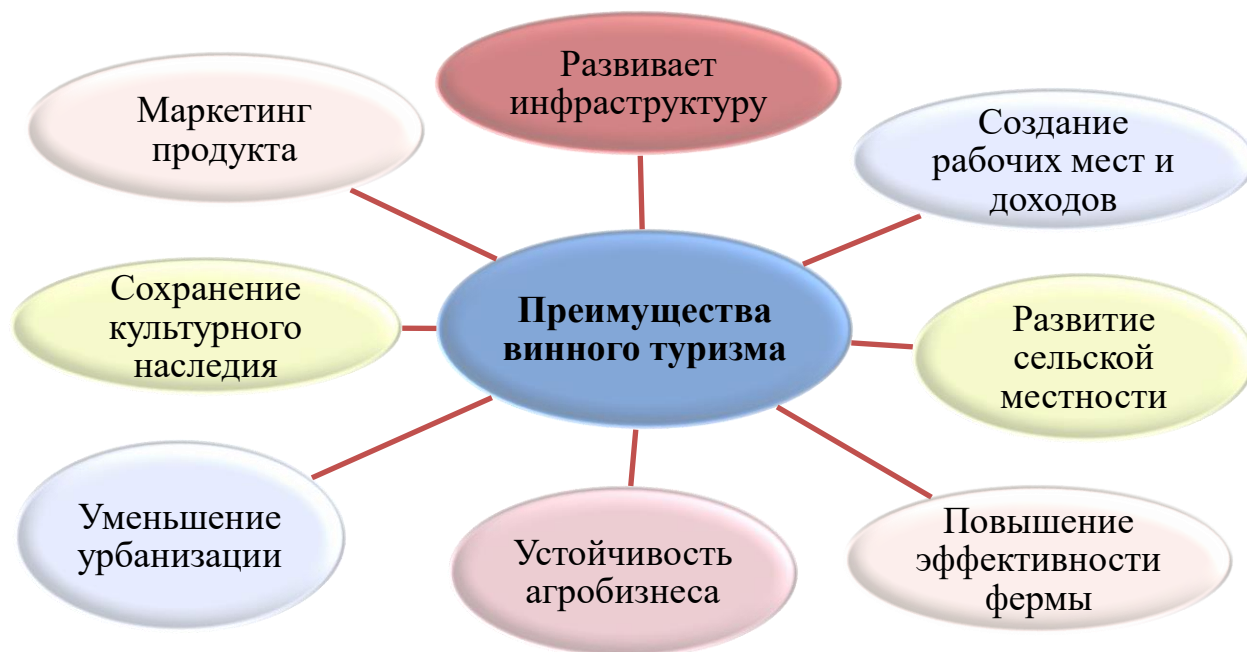 Развивает
инфраструктуру
Маркетинг
продукта
Создание
рабочих мест и
доходов
Сохранение
культурного
наследия
Преимущества
винного туризма
Развитие
сельской
местности
Уменьшение
урбанизации
Устойчивость
агробизнеса
Повышение
эффективности
фермы